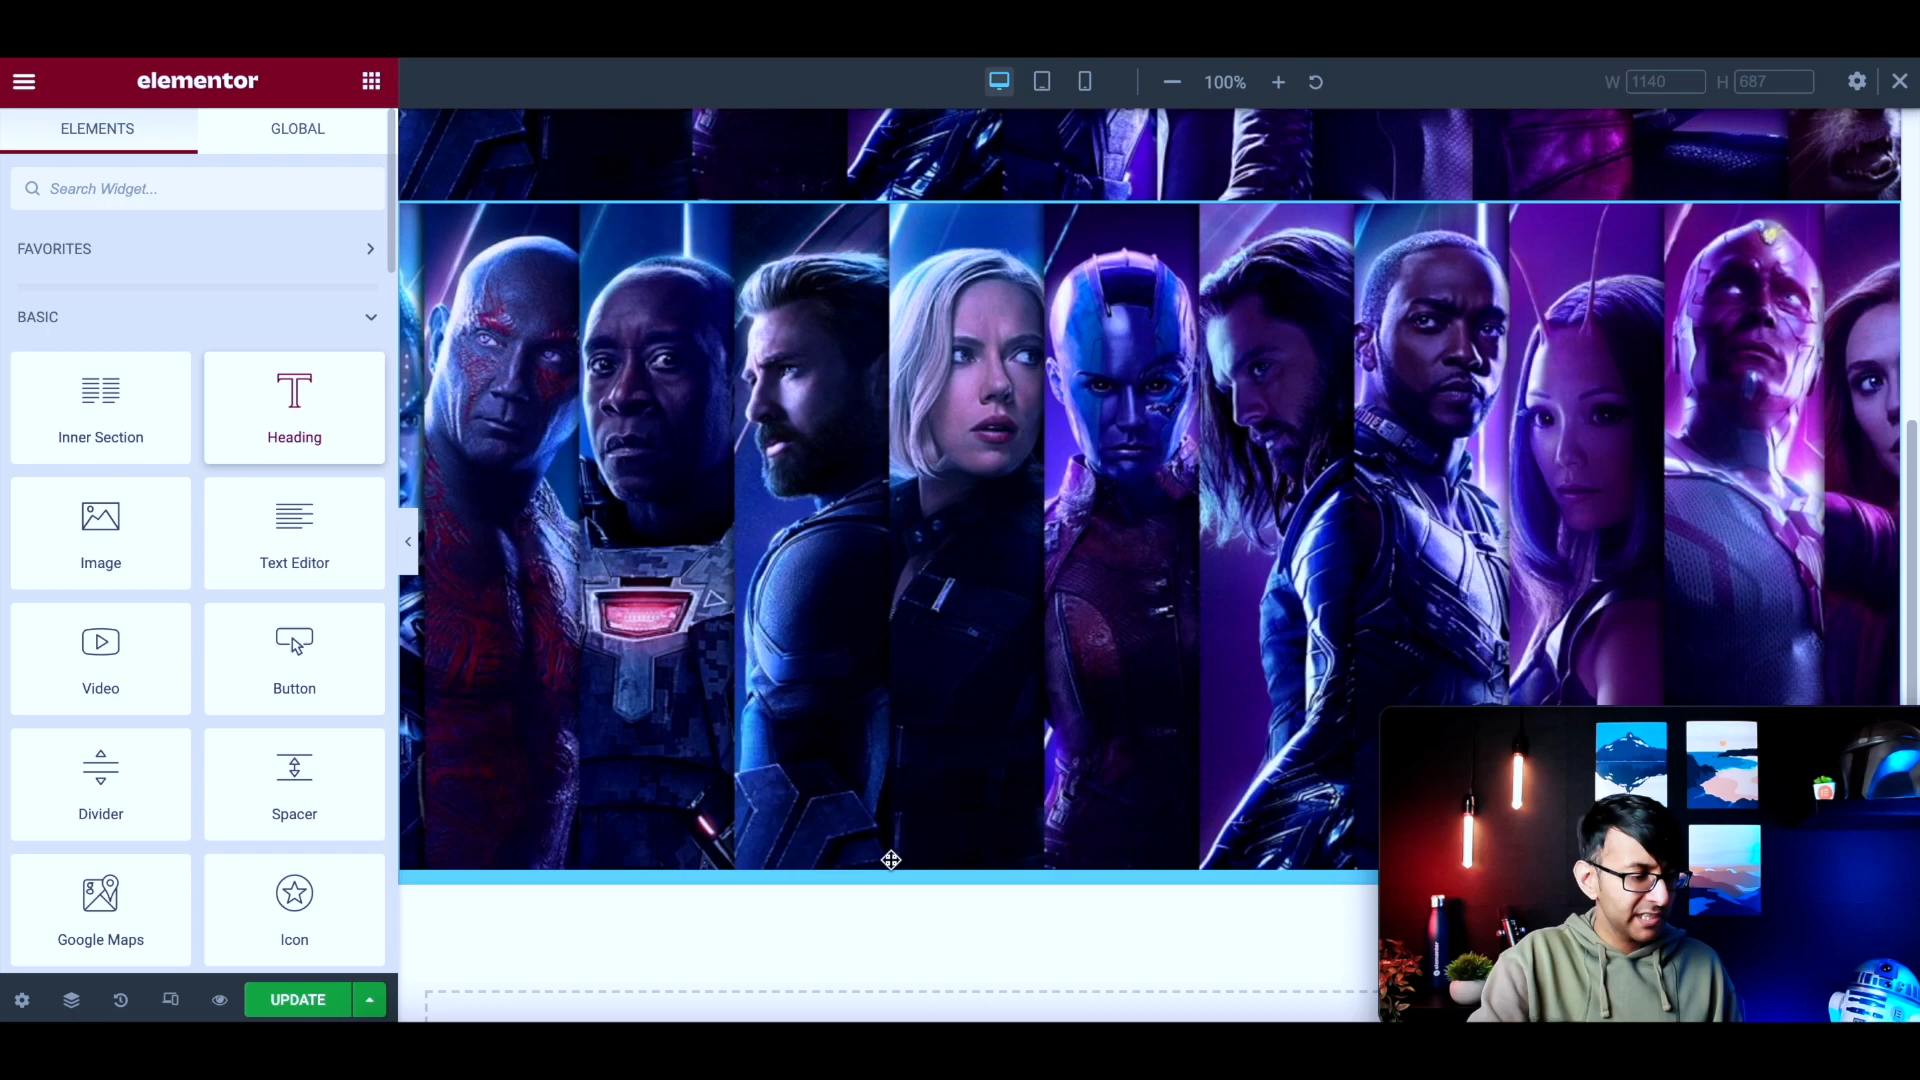 elementor
100%
W 1140 H 687
ELEMENTS GLOBAL
Search Widget...
FAVORITES
BASIC
Inner Section Heading
Image Text Editor
Video Button
Divider Spacer
Google Maps Icon
UPDATE
elementor